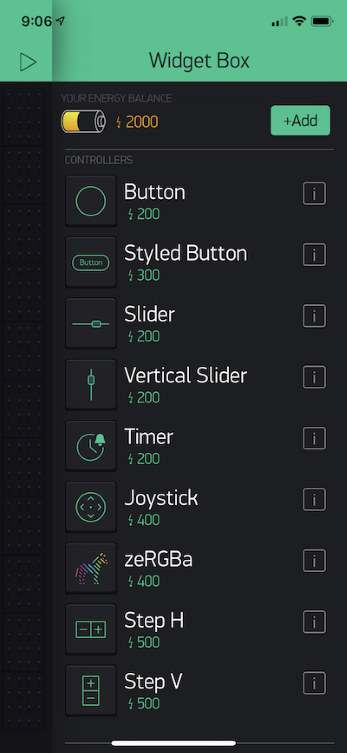 9:06
Widget Box
YOUR ENERGY BALANCE
2000
+Add
CONTROLLERS
Button
200
Button
Styled Button
300
Slider
200
Vertical Slider
200
Timer
200
Joystick
400
zeRGBa
400
Step H
500
Step V
500